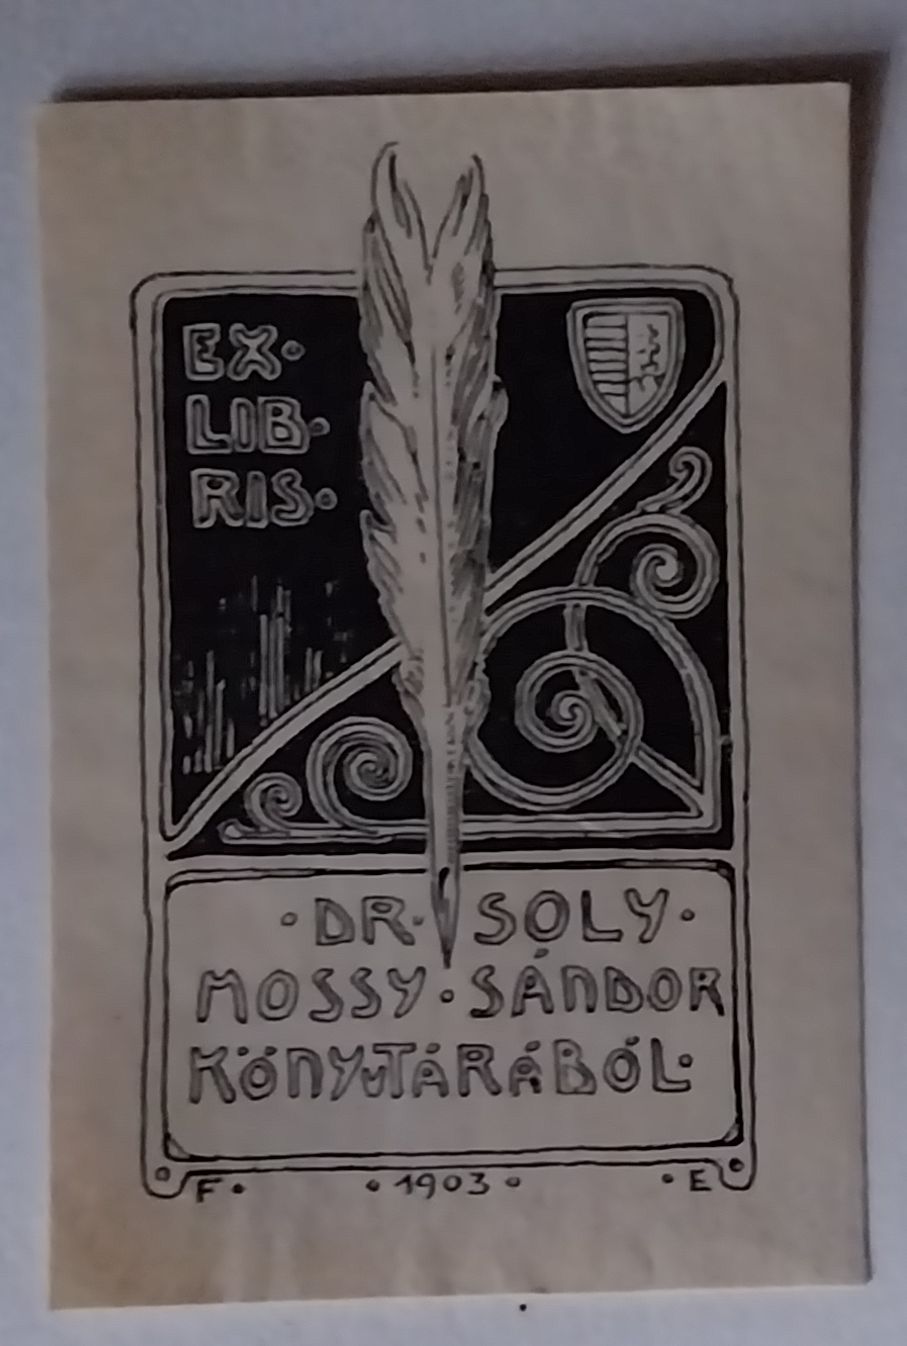 EX·
LIB·
RIS·
·DR· SOLY·
MOSSY·SÁNDOR
KÖNYVTÁRÁBÓL·
F· ·1903· ·E